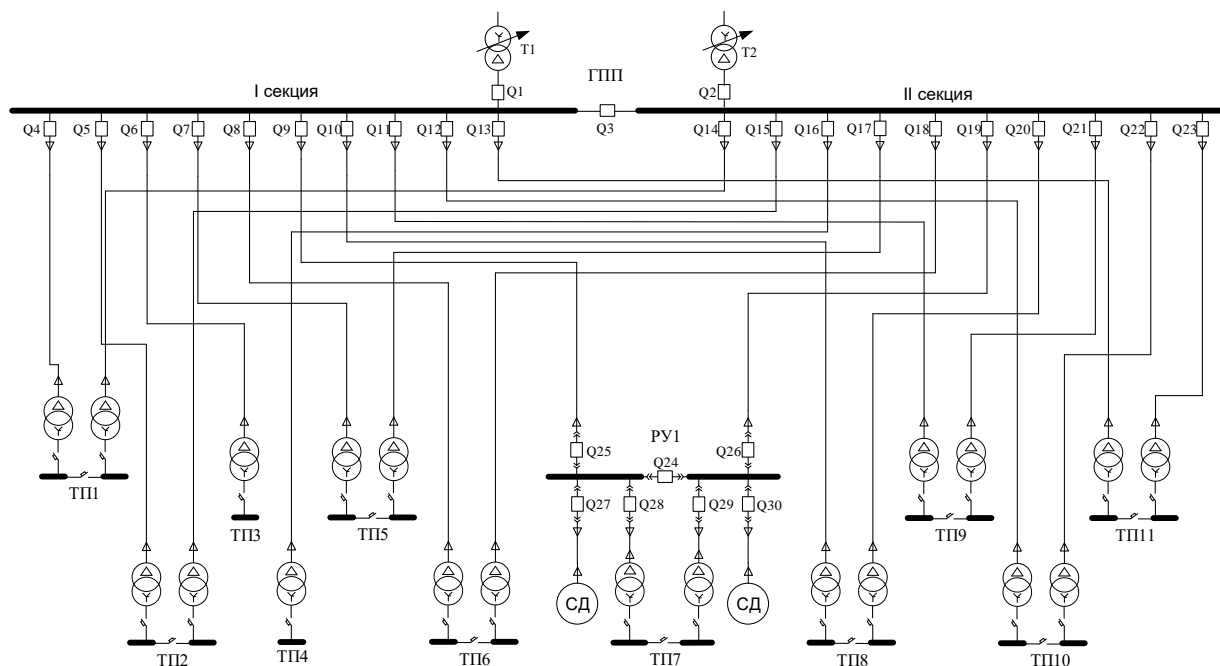 T1
T2
ГПП
I секция
Q1
Q2
II секция
Q3
Q4
Q5
Q6
Q7
Q8
Q9
Q10
Q11
Q12
Q13
Q14
Q15
Q16
Q17
Q18
Q19
Q20
Q21
Q22
Q23
РУ1
Q25
Q24
Q26
ТП1
Q27
Q28
Q29
Q30
ТП3
ТП5
ТП9
ТП11
СД
СД
ТП2
ТП4
ТП6
ТП7
ТП8
ТП10